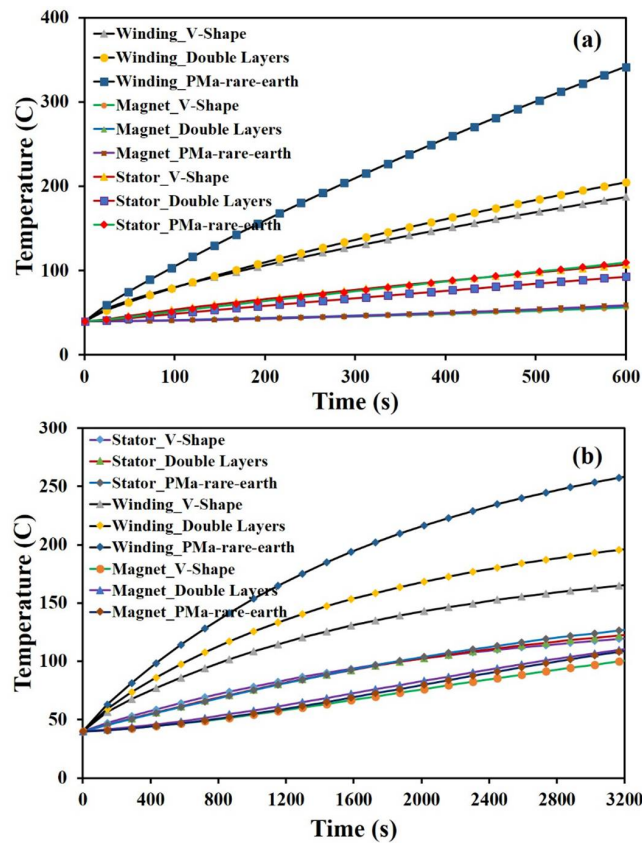 400
300
200
100
0
Temperature (C)
Winding_V-Shape
Winding_Double Layers
Winding_PMa-rare-earth
Magnet_V-Shape
Magnet_Double Layers
Magnet_PMa-rare-earth
Stator_V-Shape
Stator_Double Layers
Stator_PMa-rare-earth
(a)
0 100 200 300 400 500 600
Time (s)
300
250
200
150
100
50
0
Temperature (C)
Stator_V-Shape
Stator_Double Layers
Stator_PMa-rare-earth
Winding_V-Shape
Winding_Double Layers
Winding_PMa-rare-earth
Magnet_V-Shape
Magnet_Double Layers
Magnet_PMa-rare-earth
(b)
0 400 800 1200 1600 2000 2400 2800 3200
Time (s)